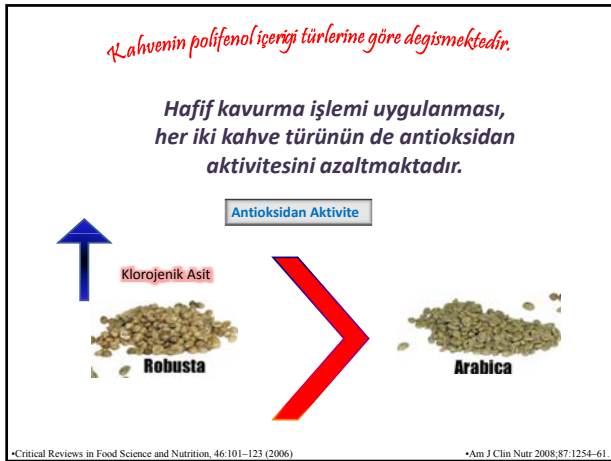 Kahvenin polifenol içerigi türlerine göre degismektedir.
Hafif kavurma işlemi uygulanması,
her iki kahve türünün de antioksidan
aktivitesini azaltmaktadır.
Antioksidan Aktivite
Klorojenik Asit
Robusta
Arabica
•Critical Reviews in Food Science and Nutrition, 46:101–123 (2006)
•Am J Clin Nutr 2008;87:1254–61.